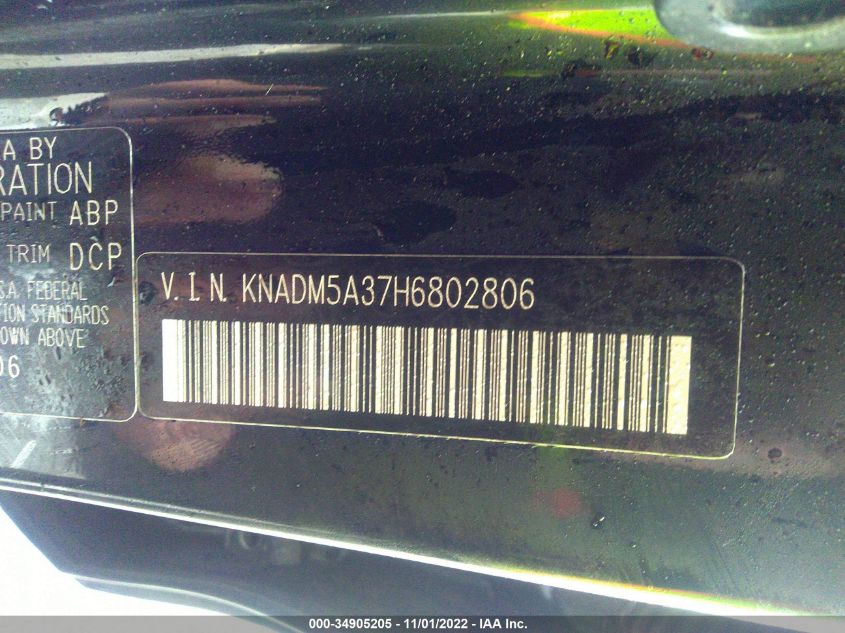 A BY
RATION
PAINT ABP
TRIM DCP
S.A. FEDERAL
TION STANDARDS
OWN ABOVE
06
V.I.N. KNADM5A37H6802806
000-34905205 - 11/01/2022 - IAA Inc.